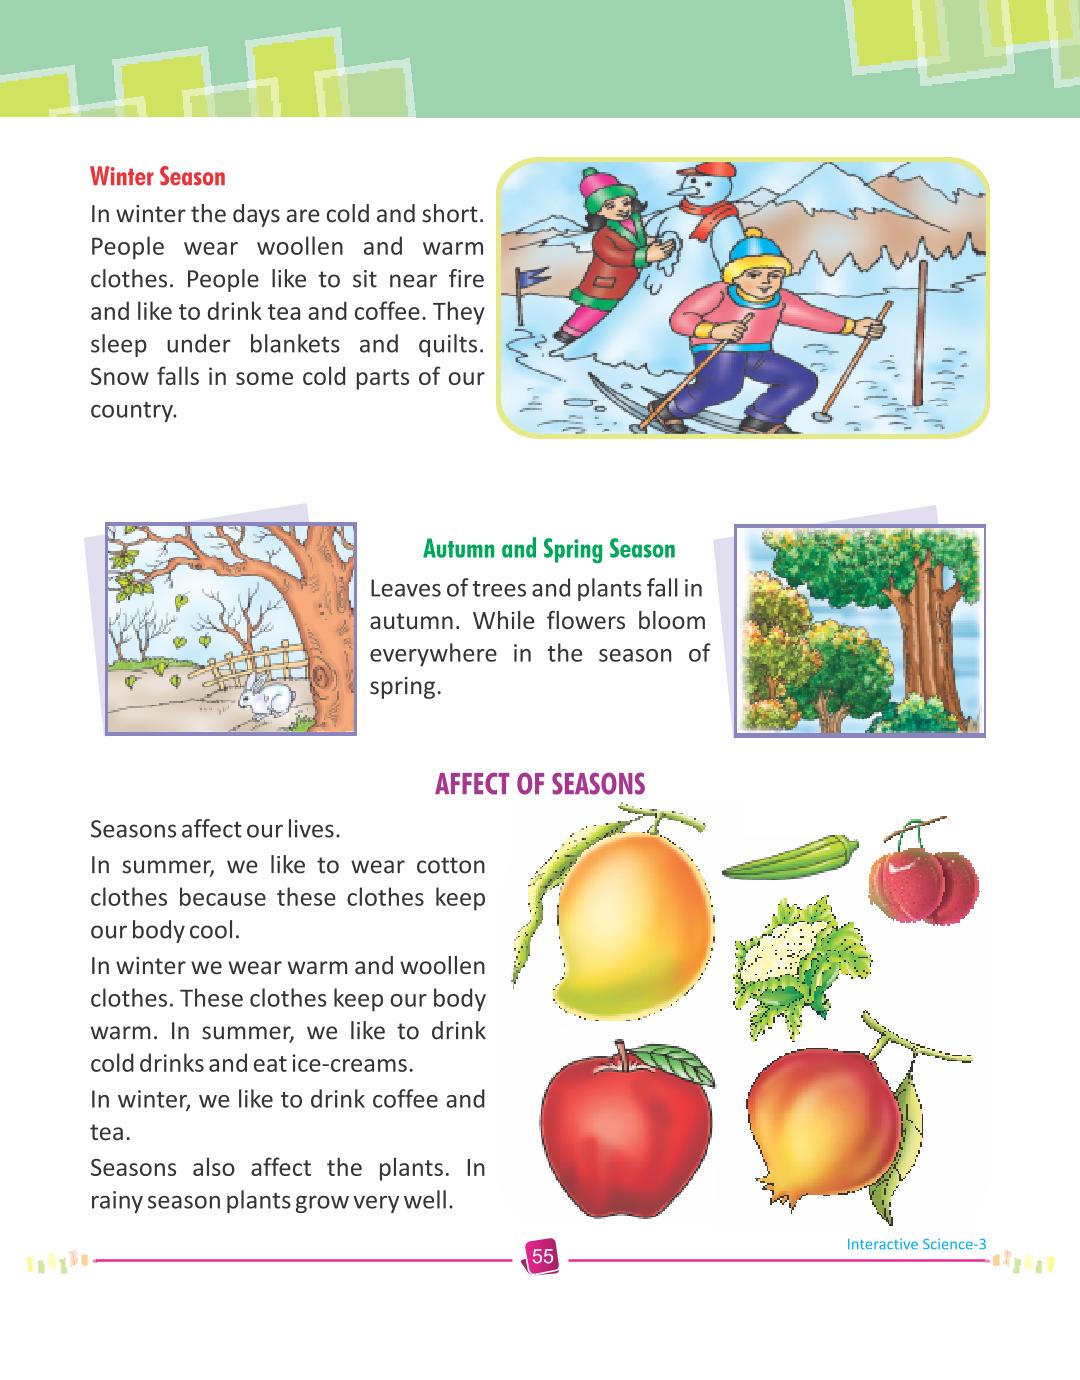 Winter Season
In winter the days are cold and short.
People wear woollen and warm
clothes. People like to sit near fire
and like to drink tea and coffee. They
sleep under blankets and quilts.
Snow falls in some cold parts of our
country.
Autumn and Spring Season
Leaves of trees and plants fall in
autumn. While flowers bloom
everywhere in the season of
spring.
AFFECT OF SEASONS
Seasons affect our lives.
In summer, we like to wear cotton
clothes because these clothes keep
our body cool.
In winter we wear warm and woollen
clothes. These clothes keep our body
warm. In summer, we like to drink
cold drinks and eat ice-creams.
In winter, we like to drink coffee and
tea.
Seasons also affect the plants. In
rainy season plants grow very well.
Interactive Science-3
55